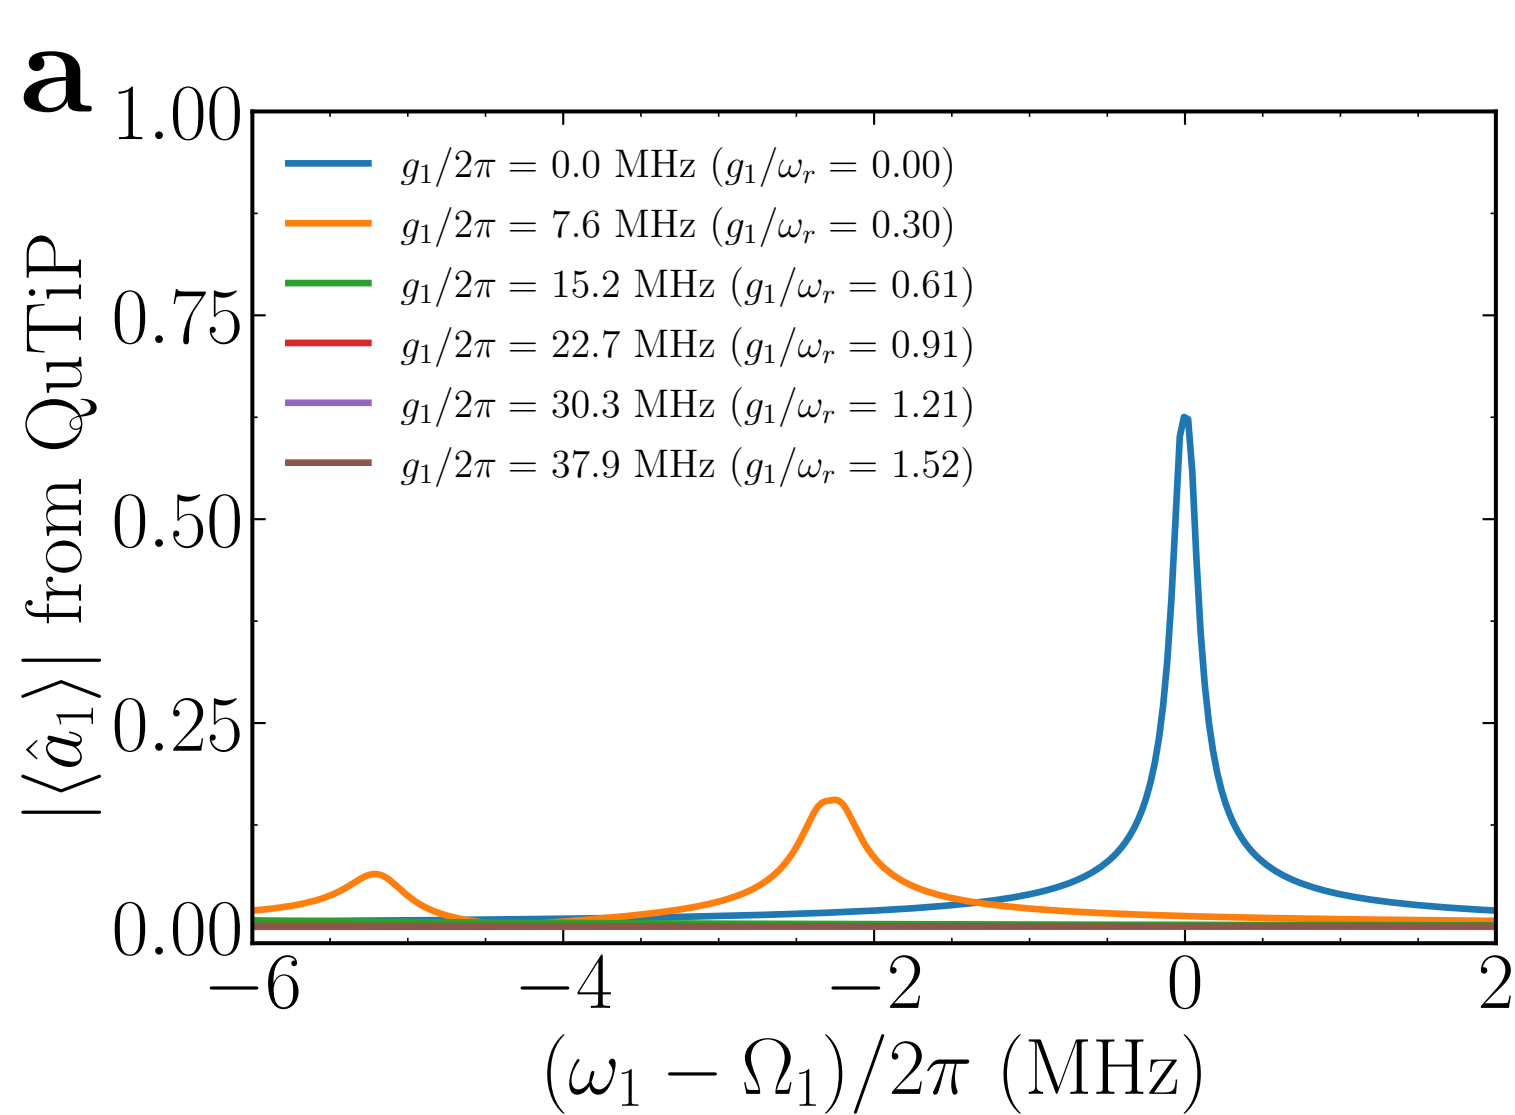 a
|⟨â₁⟩| from QuTiP
1.00
0.75
0.50
0.25
0.00
g₁/2π = 0.0 MHz (g₁/ωᵣ = 0.00)
g₁/2π = 7.6 MHz (g₁/ωᵣ = 0.30)
g₁/2π = 15.2 MHz (g₁/ωᵣ = 0.61)
g₁/2π = 22.7 MHz (g₁/ωᵣ = 0.91)
g₁/2π = 30.3 MHz (g₁/ωᵣ = 1.21)
g₁/2π = 37.9 MHz (g₁/ωᵣ = 1.52)
−6 −4 −2 0 2
(ω₁ − Ω₁)/2π (MHz)